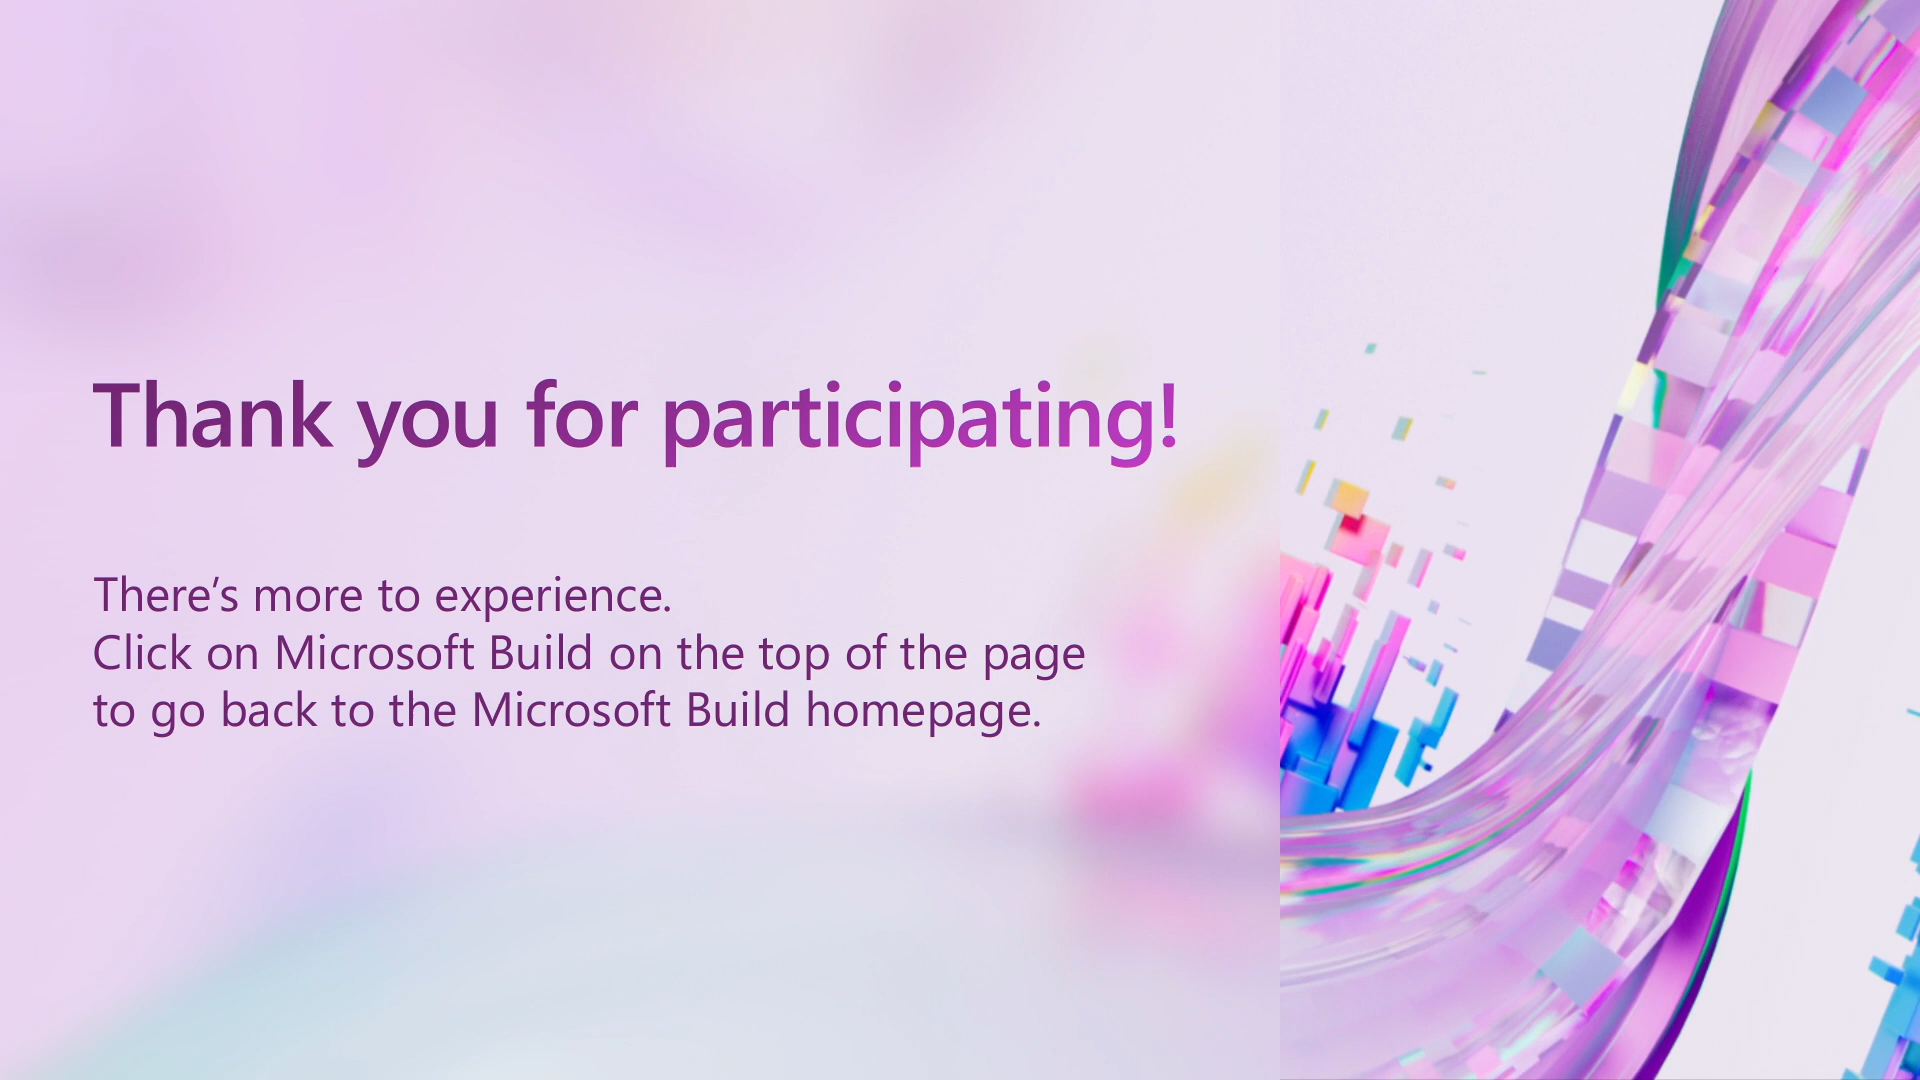 Thank you for participating!
There’s more to experience.
Click on Microsoft Build on the top of the page
to go back to the Microsoft Build homepage.